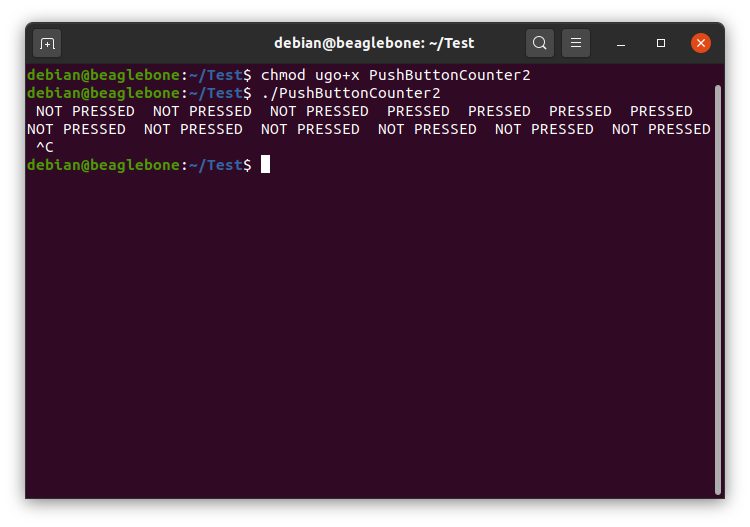 debian@beaglebone: ~/Test
debian@beaglebone:~/Test$ chmod ugo+x PushButtonCounter2
debian@beaglebone:~/Test$ ./PushButtonCounter2
 NOT PRESSED  NOT PRESSED  NOT PRESSED  PRESSED  PRESSED  PRESSED  PRESSED
NOT PRESSED  NOT PRESSED  NOT PRESSED  NOT PRESSED  NOT PRESSED  NOT PRESSED
 ^C
debian@beaglebone:~/Test$